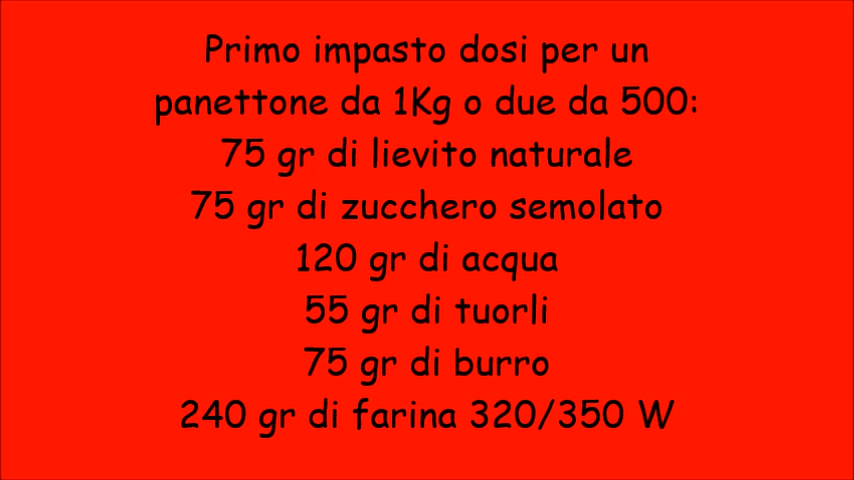 Primo impasto dosi per un
panettone da 1Kg o due da 500:
75 gr di lievito naturale
75 gr di zucchero semolato
120 gr di acqua
55 gr di tuorli
75 gr di burro
240 gr di farina 320/350 W